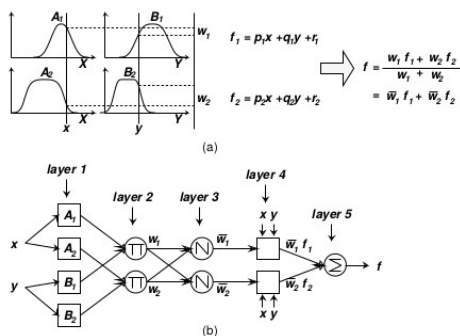 A₁ B₁
w₁ f₁ = p₁x + q₁y + r₁
X Y
f = w₁ f₁ + w₂ f₂ / w₁ + w₂
= w̅₁ f₁ + w̅₂ f₂
A₂ B₂
w₂ f₂ = p₂x + q₂y + r₂
x X y Y
(a)
layer 1
layer 2 layer 3 layer 4
layer 5
x y
A₁
x A₂ Π w₁ N w̅₁ w̅₁ f₁
Σ f
y B₁ Π w₂ N w̅₂ w̅₂ f₂
B₂
x y
(b)